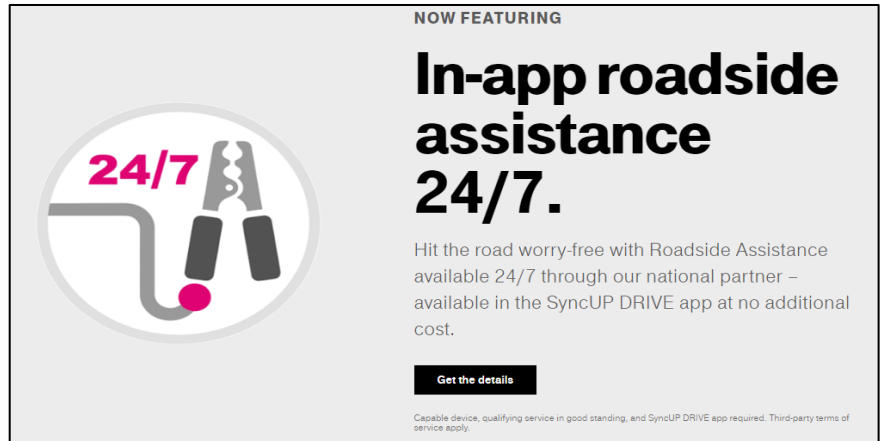 NOW FEATURING
In-app roadside
assistance
24/7.
24/7
Hit the road worry-free with Roadside Assistance
available 24/7 through our national partner –
available in the SyncUP DRIVE app at no additional
cost.
Get the details
Capable device, qualifying service in good standing, and SyncUP DRIVE app required. Third-party terms of
service apply.